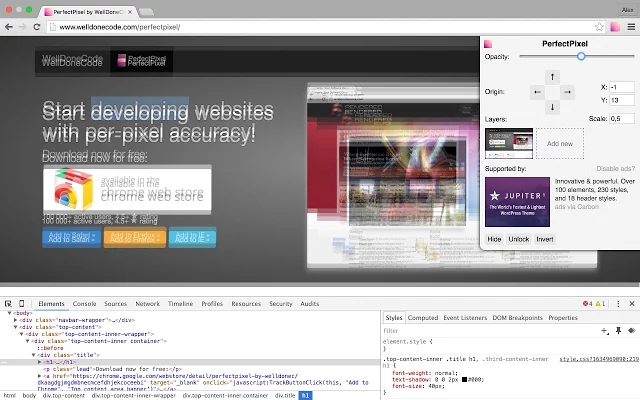 PerfectPixel by WellDoneCode
Alex
www.welldonecode.com/perfectpixel/
WellDoneCode
PerfectPixel
PerfectPixel
Opacity:
Origin:
X: -1
Y: 13
Layers:
Scale: 0,5
Add new
Supported by:
Disable ads?
JUPITER
The World's Fastest & Lightest
WordPress Theme
Innovative & powerful. Over
100 elements, 230 styles,
and 18 header styles.
ads via Carbon
Hide Unlock Invert
Start developing websites
with per-pixel accuracy!
Download now for free:
available in the
chrome web store
100 000+ active users, 4.5+ ★ rating
Add to Safari
Add to Firefox
Add to IE
Elements Console Sources Network Timeline Profiles Resources Security Audits
4 1
<body>
<div class="navbar-wrapper">…</div>
<div class="top-content">
<div class="top-content-inner-wrapper">
<div class="top-content-inner container">
::before
<div class="title">
<h1>…</h1>
<p class="lead">Download now for free:</p>
<a href="https://chrome.google.com/webstore/detail/perfectpixel-by-welldonec/
target="_blank" onclick="javascript:TrackButtonClick(this, "Add to
Chrome", "Top content area banner")">…
html body div.top-content div.top-content-inner-wrapper div.top-content-inner.container div.title h1
Styles Computed Event Listeners DOM Breakpoints Properties
Filter
element.style {
}
.top-content-inner .title h1, .third-content-inner
h1 {
style.css?1634969090:219
font-weight: normal;
text-shadow: 0 0 2px #000;
font-size: 40px;